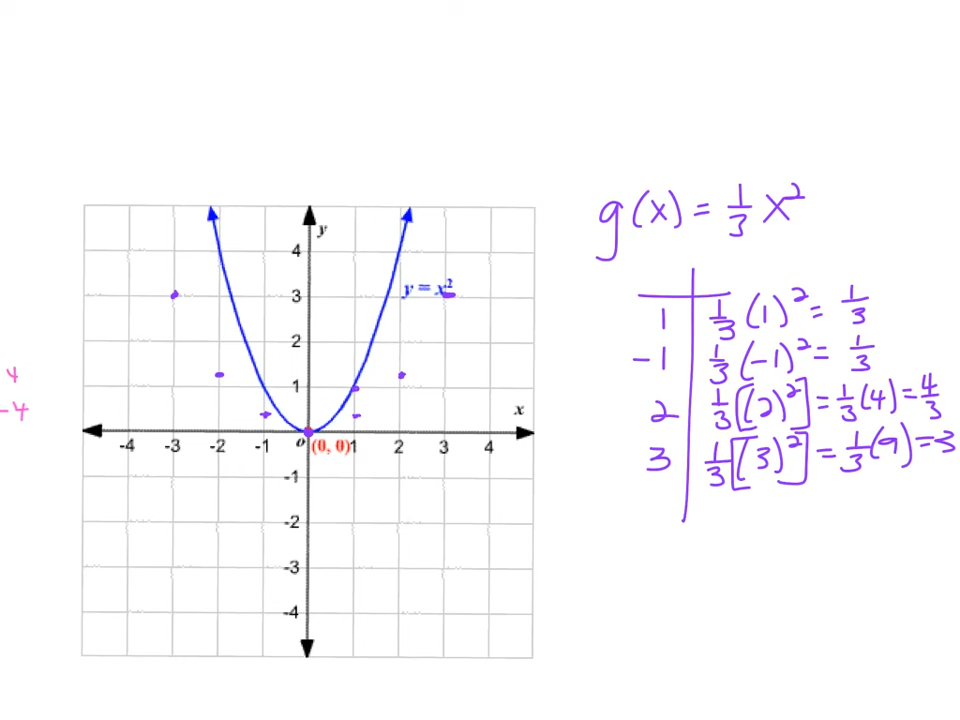 g(x) = 1/3 x²
y
4
y = x²
3
1 | 1/3 (1)² = 1/3
2
-1 | 1/3 (-1)² = 1/3
4
1
2 | 1/3 [(2)²] = 1/3 (4) = 4/3
-4
x
-4 -3 -2 -1 o (0, 0) 1 2 3 4
3 | 1/3 [(3)²] = 1/3 (9) = 3
-1
-2
-3
-4